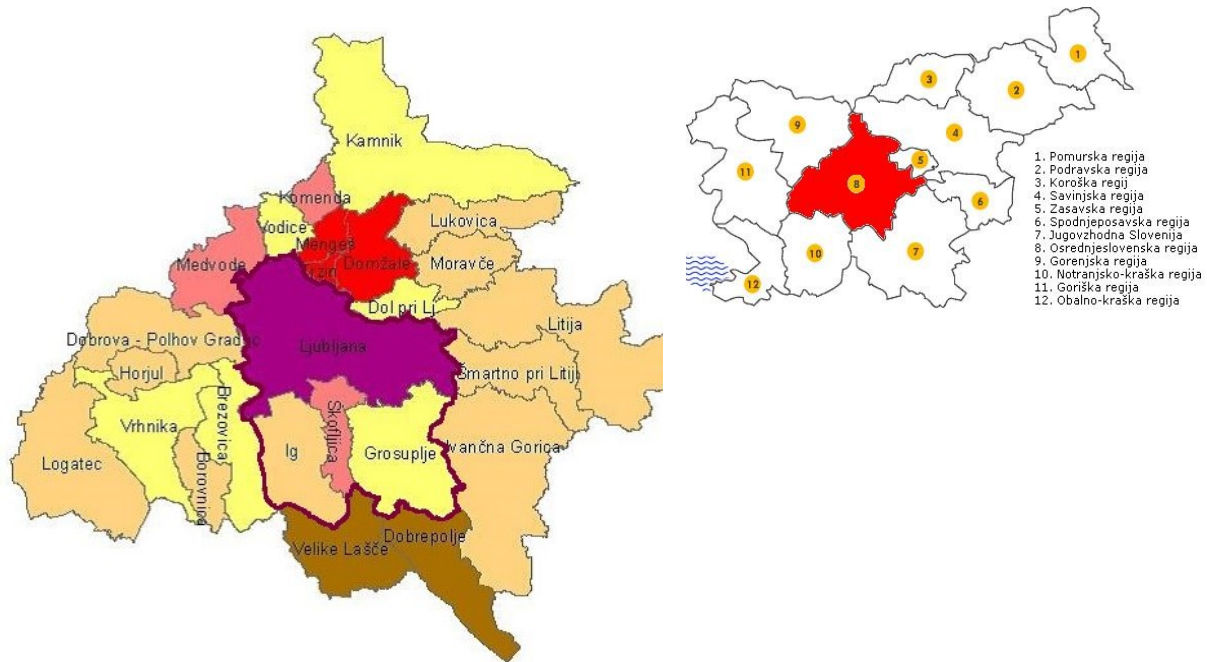 Kamnik
Komenda
Vodice
Lukovica
Mengeš
Medvode
Domžale
Moravče
Trzin
Dol pri Lj.
Litija
Dobrova - Polhov Gradec
Ljubljana
Horjul
Šmartno pri Litiji
Brezovica
Škofljica
Vrhnika
Ivančna Gorica
Ig
Grosuplje
Logatec
Borovnica
Dobrepolje
Velike Lašče
1
2
3
4
5
6
7
8
9
10
11
12
1. Pomurska regija
2. Podravska regija
3. Koroška regij
4. Savinjska regija
5. Zasavska regija
6. Spodnjeposavska regija
7. Jugovzhodna Slovenija
8. Osrednjeslovenska regija
9. Gorenjska regija
10. Notranjsko-kraška regija
11. Goriška regija
12. Obalno-kraška regija